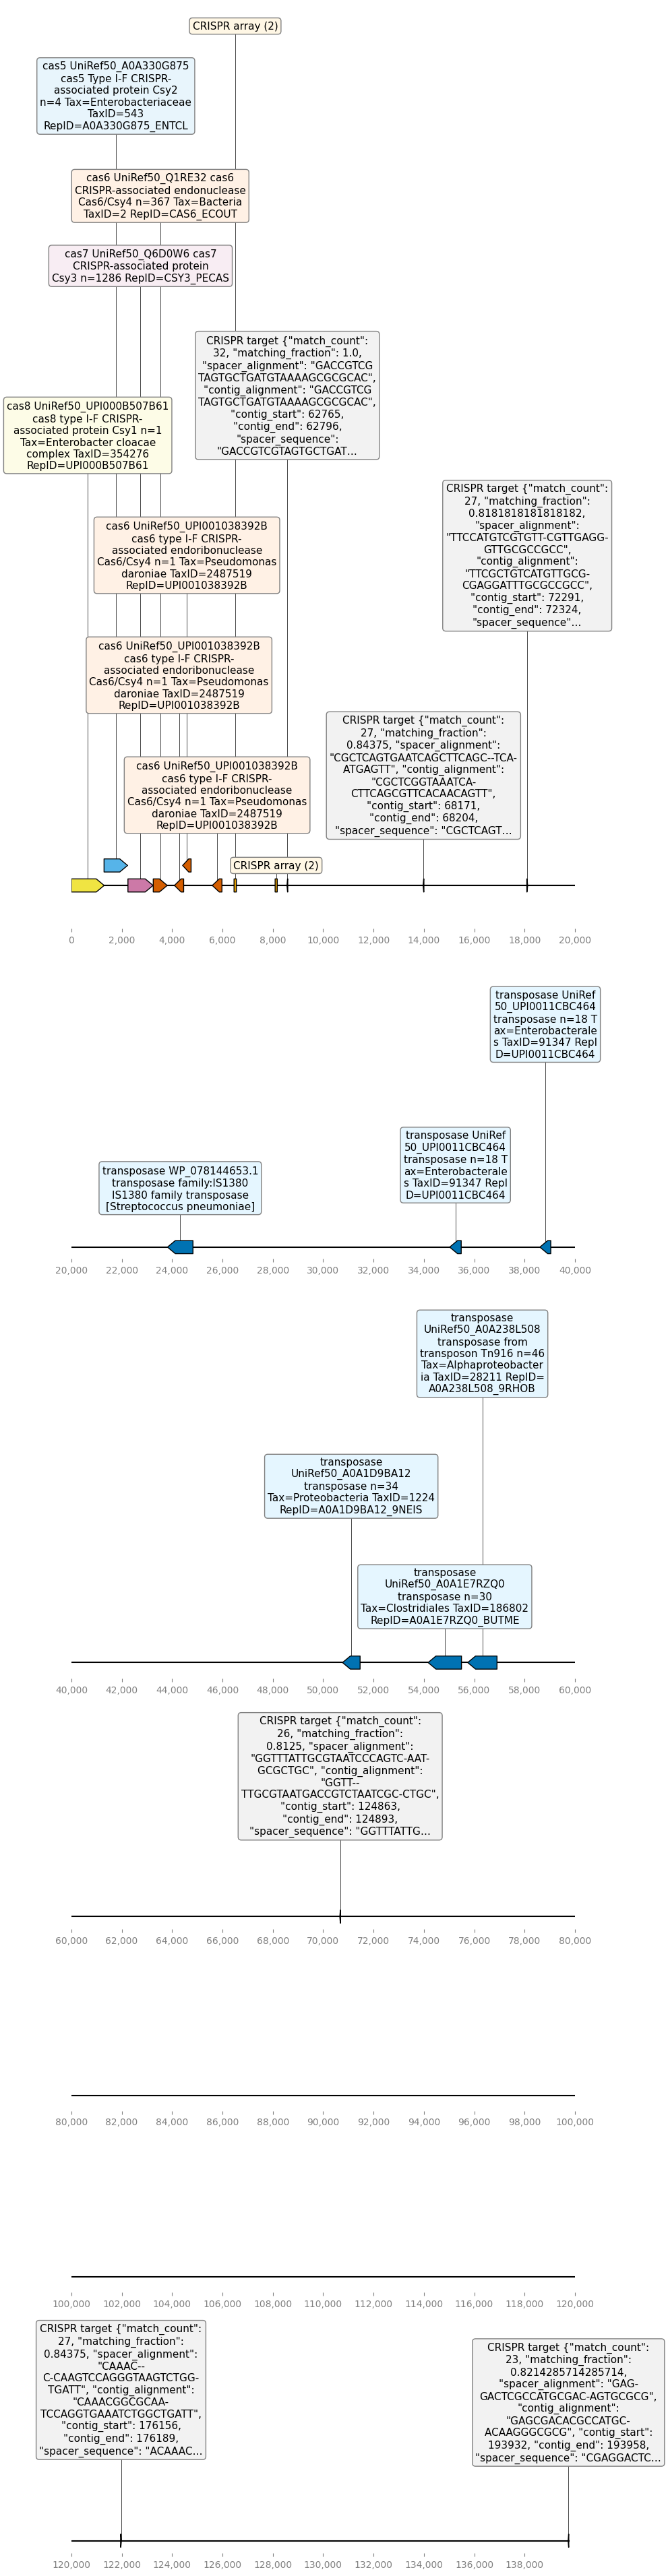 CRISPR array (2)
cas5 UniRef50_A0A330G875
cas5 Type I-F CRISPR-
associated protein Csy2
n=4 Tax=Enterobacteriaceae
TaxID=543
RepID=A0A330G875_ENTCL
cas6 UniRef50_Q1RE32 cas6
CRISPR-associated endonuclease
Cas6/Csy4 n=367 Tax=Bacteria
TaxID=2 RepID=CAS6_ECOUT
cas7 UniRef50_Q6D0W6 cas7
CRISPR-associated protein
Csy3 n=1286 RepID=CSY3_PECAS
CRISPR target {"match_count":
32, "matching_fraction": 1.0,
"spacer_alignment": "GACCGTCG
TAGTGCTGATGTAAAAGCGCGCAC",
"contig_alignment": "GACCGTCG
TAGTGCTGATGTAAAAGCGCGCAC",
"contig_start": 62765,
"contig_end": 62796,
"spacer_sequence":
"GACCGTCGTAGTGCTGAT...
cas8 UniRef50_UPI000B507B61
cas8 type I-F CRISPR-
associated protein Csy1 n=1
Tax=Enterobacter cloacae
complex TaxID=354276
RepID=UPI000B507B61
CRISPR target {"match_count":
27, "matching_fraction":
0.8181818181818182,
"spacer_alignment":
"TTCCATGTCGTGTT-CGTTGAGG-
GTTGCGCCGCC",
"contig_alignment":
"TTCGCTGTCATGTTGCG-
CGAGGATTTGCGCCGCC",
"contig_start": 72291,
"contig_end": 72324,
"spacer_sequence"...
cas6 UniRef50_UPI001038392B
cas6 type I-F CRISPR-
associated endoribonuclease
Cas6/Csy4 n=1 Tax=Pseudomonas
daroniae TaxID=2487519
RepID=UPI001038392B
cas6 UniRef50_UPI001038392B
cas6 type I-F CRISPR-
associated endoribonuclease
Cas6/Csy4 n=1 Tax=Pseudomonas
daroniae TaxID=2487519
RepID=UPI001038392B
CRISPR target {"match_count":
27, "matching_fraction":
0.84375, "spacer_alignment":
"CGCTCAGTGAATCAGCTTCAGC--TCA-
ATGAGTT", "contig_alignment":
"CGCTCGGTAAATCA-
CTTCAGCGTTCACAACAGTT",
"contig_start": 68171,
"contig_end": 68204,
"spacer_sequence": "CGCTCAGT...
cas6 UniRef50_UPI001038392B
cas6 type I-F CRISPR-
associated endoribonuclease
Cas6/Csy4 n=1 Tax=Pseudomonas
daroniae TaxID=2487519
RepID=UPI001038392B
CRISPR array (2)
0 2,000 4,000 6,000 8,000 10,000 12,000 14,000 16,000 18,000 20,000
transposase UniRef
50_UPI0011CBC464
transposase n=18 T
ax=Enterobacterale
s TaxID=91347 RepI
D=UPI0011CBC464
transposase UniRef
50_UPI0011CBC464
transposase n=18 T
ax=Enterobacterale
s TaxID=91347 RepI
D=UPI0011CBC464
transposase WP_078144653.1
transposase family:IS1380
IS1380 family transposase
[Streptococcus pneumoniae]
20,000 22,000 24,000 26,000 28,000 30,000 32,000 34,000 36,000 38,000 40,000
transposase
UniRef50_A0A238L508
transposase from
transposon Tn916 n=46
Tax=Alphaproteobacter
ia TaxID=28211 RepID=
A0A238L508_9RHOB
transposase
UniRef50_A0A1D9BA12
transposase n=34
Tax=Proteobacteria TaxID=1224
RepID=A0A1D9BA12_9NEIS
transposase
UniRef50_A0A1E7RZQ0
transposase n=30
Tax=Clostridiales TaxID=186802
RepID=A0A1E7RZQ0_BUTME
40,000 42,000 44,000 46,000 48,000 50,000 52,000 54,000 56,000 58,000 60,000
CRISPR target {"match_count":
26, "matching_fraction":
0.8125, "spacer_alignment":
"GGTTTATTGCGTAATCCCAGTC-AAT-
GCGCTGC", "contig_alignment":
"GGTT--
TTGCGTAATGACCGTCTAATCGC-CTGC",
"contig_start": 124863,
"contig_end": 124893,
"spacer_sequence": "GGTTTATTG...
60,000 62,000 64,000 66,000 68,000 70,000 72,000 74,000 76,000 78,000 80,000
80,000 82,000 84,000 86,000 88,000 90,000 92,000 94,000 96,000 98,000 100,000
100,000 102,000 104,000 106,000 108,000 110,000 112,000 114,000 116,000 118,000 120,000
CRISPR target {"match_count":
27, "matching_fraction":
0.84375, "spacer_alignment":
"CAAAC--
C-CAAGTCCAGGGTAAGTCTGG-
TGATT", "contig_alignment":
"CAAACGGCGCAA-
TCCAGGTGAAATCTGGCTGATT",
"contig_start": 176156,
"contig_end": 176189,
"spacer_sequence": "ACAAAC...
CRISPR target {"match_count":
23, "matching_fraction":
0.8214285714285714,
"spacer_alignment": "GAG-
GACTCGCCATGCGAC-AGTGCGCG",
"contig_alignment":
"GAGCGACACGCCATGC-
ACAAGGGCGCG", "contig_start":
193932, "contig_end": 193958,
"spacer_sequence": "CGAGGACTC...
120,000 122,000 124,000 126,000 128,000 130,000 132,000 134,000 136,000 138,000